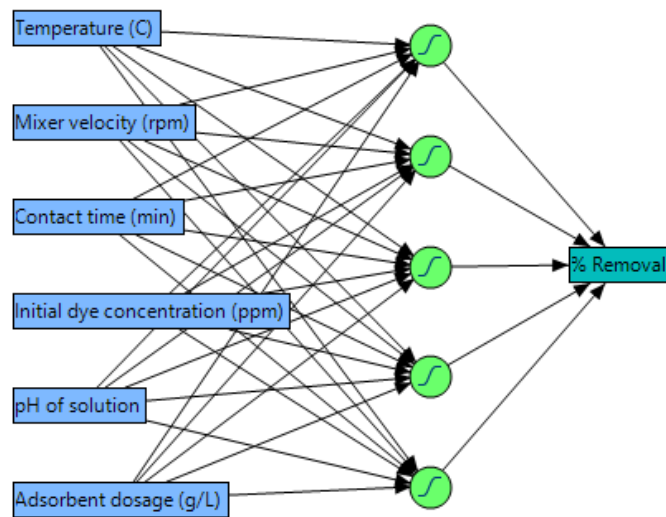 Temperature (C)
Mixer velocity (rpm)
Contact time (min)
Initial dye concentration (ppm)
pH of solution
Adsorbent dosage (g/L)
% Removal